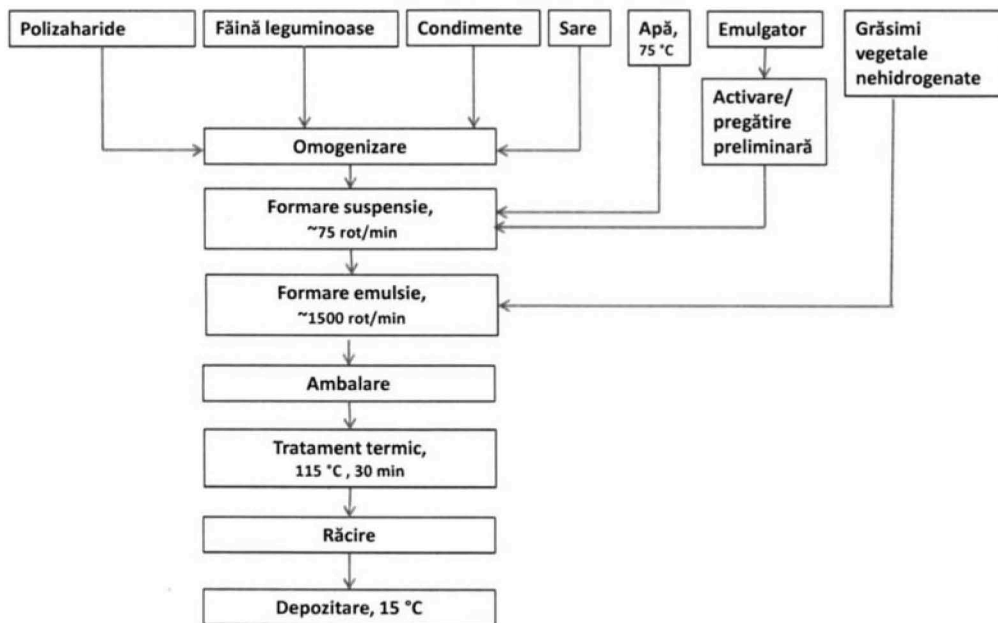 Polizaharide
Făină leguminoase
Condimente
Sare
Apă,
75 °C
Emulgator
Grăsimi
vegetale
nehidrogenate
Activare/
pregătire
preliminară
Omogenizare
Formare suspensie,
~75 rot/min
Formare emulsie,
~1500 rot/min
Ambalare
Tratament termic,
115 °C , 30 min
Răcire
Depozitare, 15 °C